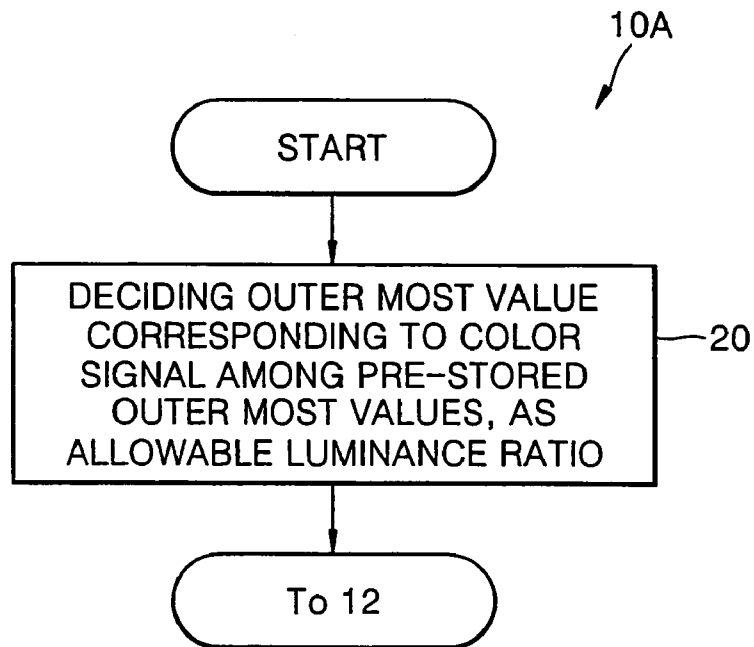 10A
START
DECIDING OUTER MOST VALUE
CORRESPONDING TO COLOR
SIGNAL AMONG PRE-STORED
OUTER MOST VALUES, AS
ALLOWABLE LUMINANCE RATIO
20
To 12